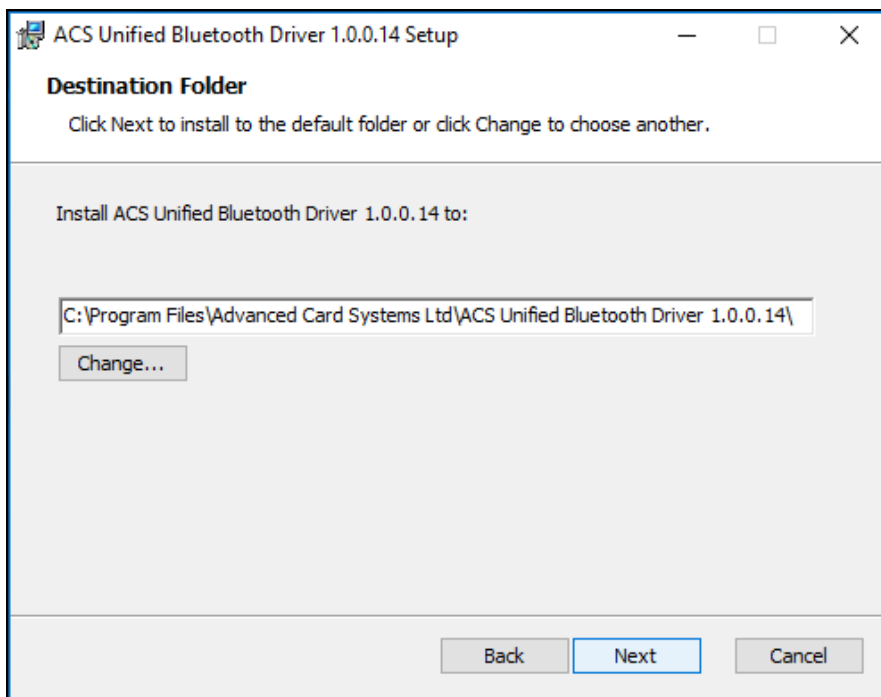 ACS Unified Bluetooth Driver 1.0.0.14 Setup
Destination Folder
Click Next to install to the default folder or click Change to choose another.
Install ACS Unified Bluetooth Driver 1.0.0.14 to:
C:\Program Files\Advanced Card Systems Ltd\ACS Unified Bluetooth Driver 1.0.0.14\
Change...
Back Next Cancel